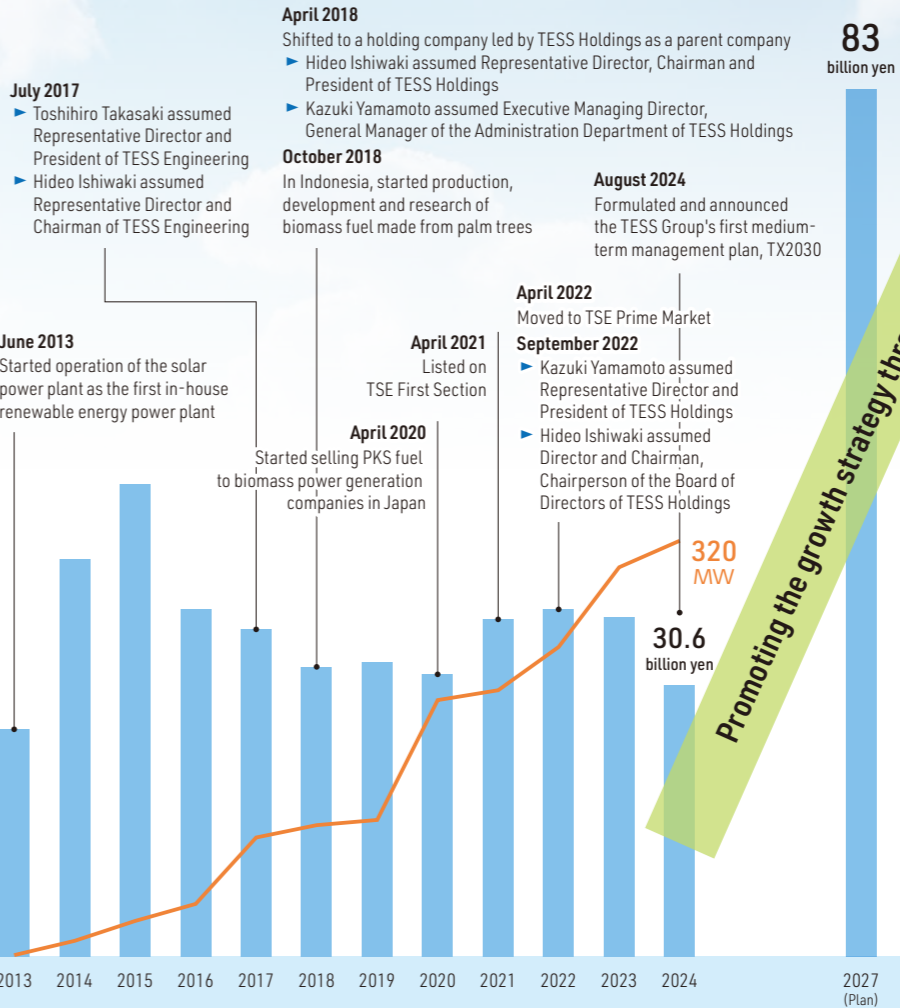 April 2018
Shifted to a holding company led by TESS Holdings as a parent company
► Hideo Ishiwaki assumed Representative Director, Chairman and
President of TESS Holdings
► Kazuki Yamamoto assumed Executive Managing Director,
General Manager of the Administration Department of TESS Holdings
83
billion yen
July 2017
► Toshihiro Takasaki assumed
Representative Director and
President of TESS Engineering
► Hideo Ishiwaki assumed
Representative Director and
Chairman of TESS Engineering
October 2018
In Indonesia, started production,
development and research of
biomass fuel made from palm trees
August 2024
Formulated and announced
the TESS Group's first medium-
term management plan, TX2030
April 2022
Moved to TSE Prime Market
September 2022
► Kazuki Yamamoto assumed
Representative Director and
President of TESS Holdings
► Hideo Ishiwaki assumed
Director and Chairman,
Chairperson of the Board of
Directors of TESS Holdings
June 2013
Started operation of the solar
power plant as the first in-house
renewable energy power plant
April 2021
Listed on
TSE First Section
April 2020
Started selling PKS fuel
to biomass power generation
companies in Japan
320
MW
30.6
billion yen
Promoting the growth strategy thr
2013 2014 2015 2016 2017 2018 2019 2020 2021 2022 2023 2024 2027
(Plan)